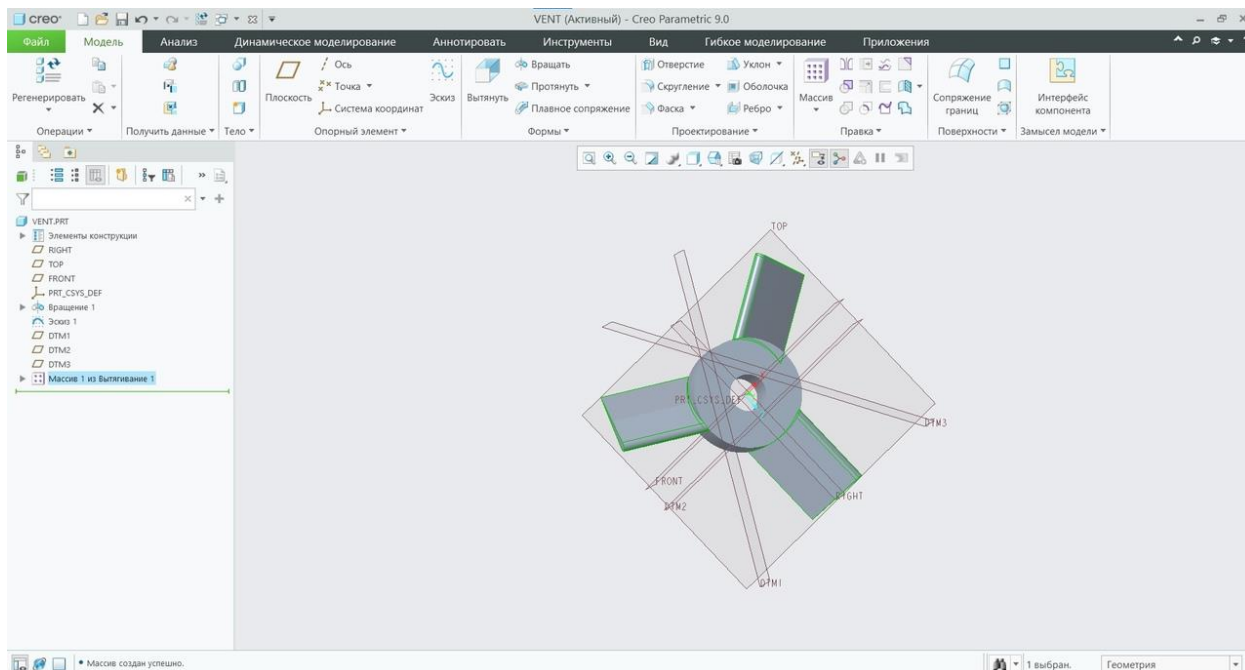 creo· VENT (Активный) - Creo Parametric 9.0
Файл Модель Анализ Динамическое моделирование Аннотировать Инструменты Вид Гибкое моделирование Приложения
Ось Вращать Отверстие Уклон
Точка Протянуть Скругление Оболочка
Регенерировать Плоскость Эскиз Вытянуть Массив Сопряжение границ Интерфейс компонента
Система координат Плавное сопряжение Фаска Ребро
Операции Получить данные Тело Опорный элемент Формы Проектирование Правка Поверхности Замысел модели
VENT.PRT
Элементы конструкции
RIGHT
TOP
FRONT
PRT_CSYS_DEF
Вращение 1
Эскиз 1
DTM1
DTM2
DTM3
Массив 1 из Вытягивание 1
TOP
PRT_CSYS_DEF
DTM3
FRONT
RIGHT
DTM2
DTM1
• Массив создан успешно. 1 выбран. Геометрия